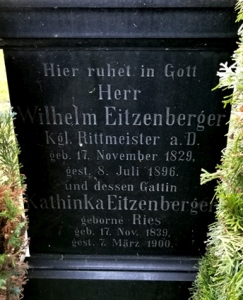 Hier ruhet in Gott
Herr
Wilhelm Eitzenberger,
Kgl. Rittmeister a. D.
geb. 17. November 1829,
gest. 8. Juli 1896.
und dessen Gattin
Kathinka Eitzenberger
geborne Ries
geb. 17. Nov. 1839,
gest. 7. März 1900.